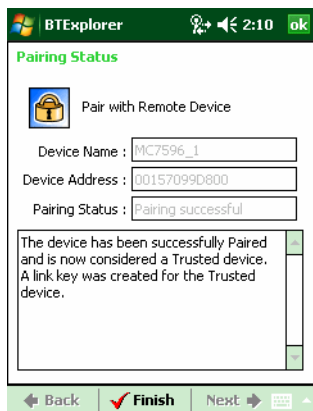 BTExplorer 2:10 ok
Pairing Status
Pair with Remote Device
Device Name : MC7596_1
Device Address : 00157099D800
Pairing Status : Pairing successful
The device has been successfully Paired
and is now considered a Trusted device.
A link key was created for the Trusted
device.
Back Finish Next